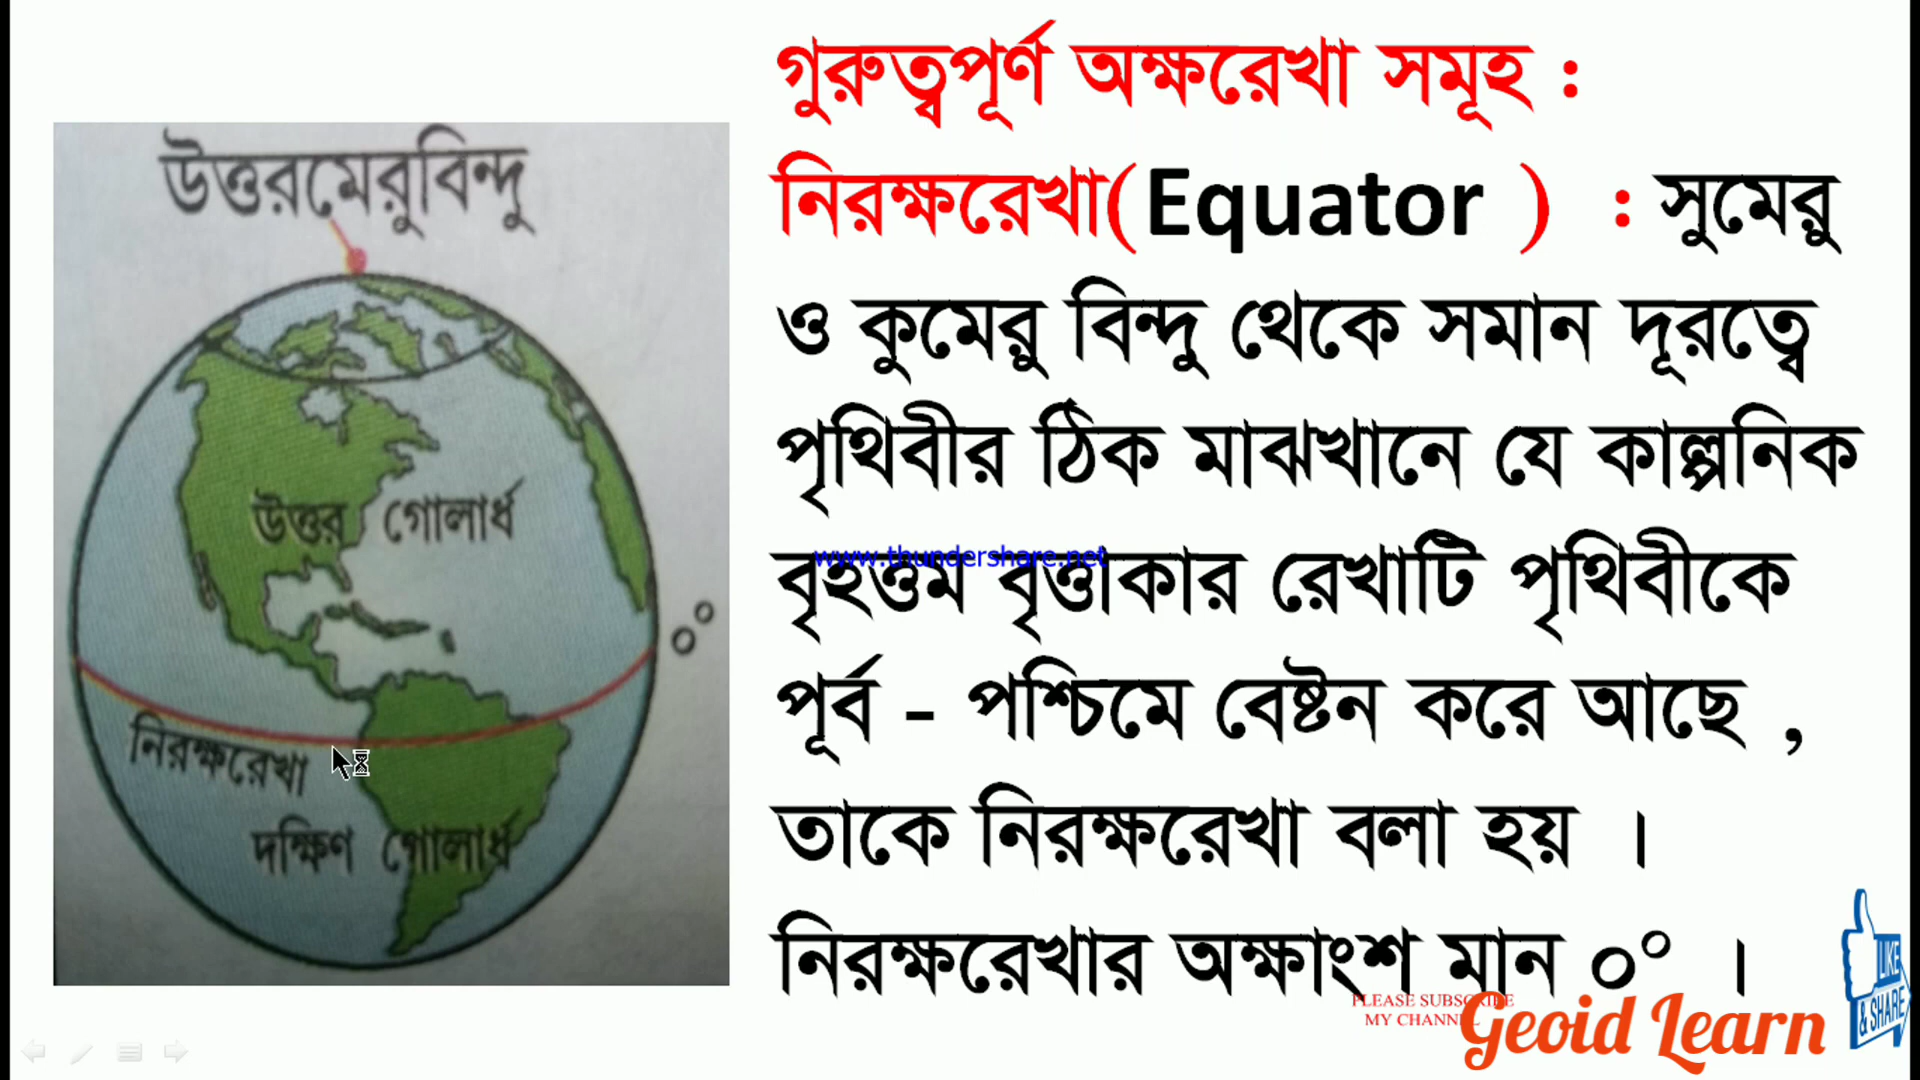 গুরুত্বপূর্ণ অক্ষরেখা সমূহ :
নিরক্ষরেখা(Equator ) : সুমেরু
ও কুমেরু বিন্দু থেকে সমান দূরত্বে
পৃথিবীর ঠিক মাঝখানে যে কাল্পনিক
বৃহত্তম বৃত্তাকার রেখাটি পৃথিবীকে
পূর্ব - পশ্চিমে বেষ্টন করে আছে ,
তাকে নিরক্ষরেখা বলা হয় ।
নিরক্ষরেখার অক্ষাংশ মান ০° ।
উত্তরমেরুবিন্দু
উত্তর গোলার্ধ
০°
নিরক্ষরেখা
দক্ষিণ গোলার্ধ
www.thundershare.net
PLEASE SUBSCRIBE
MY CHANNEL
Geoid Learn
LIKE
& SHARE